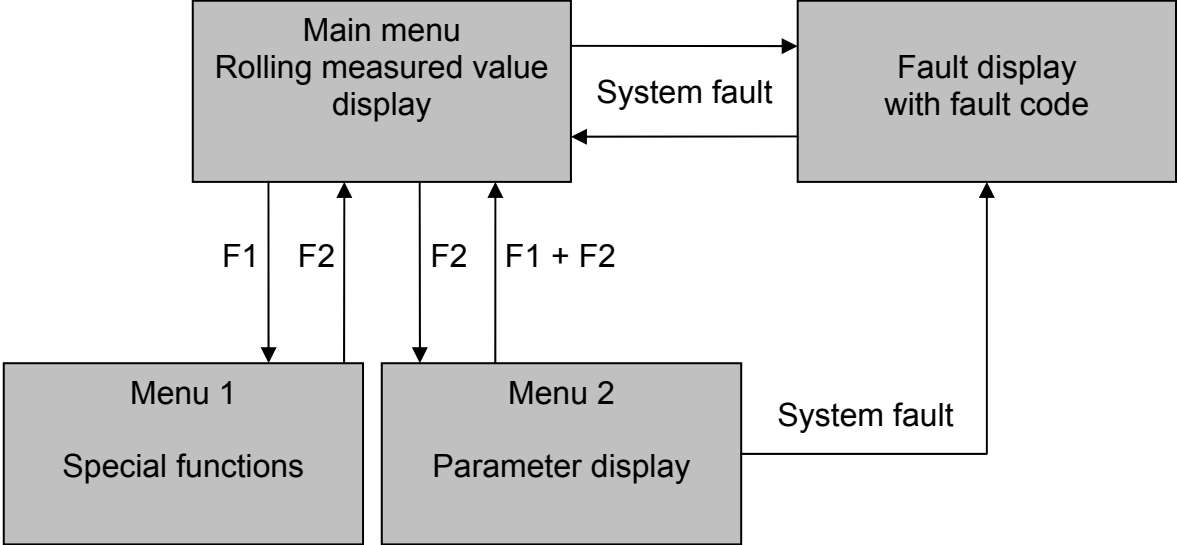 Main menu
Rolling measured value
display
System fault
Fault display
with fault code
F1
F2
F2
F1 + F2
Menu 1
Special functions
Menu 2
Parameter display
System fault